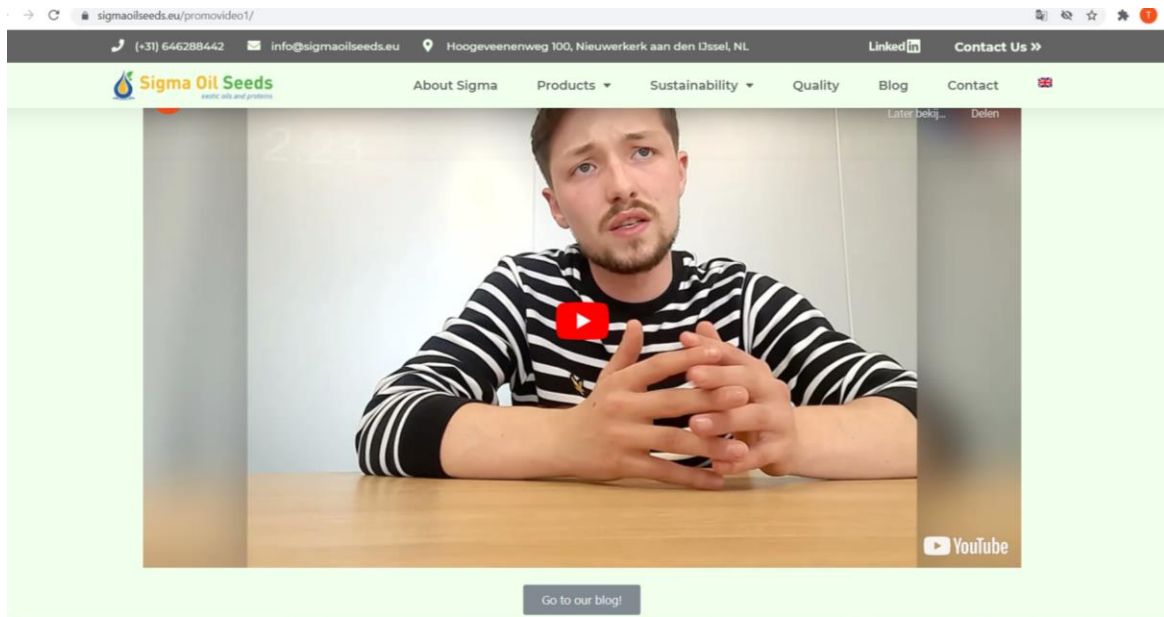 sigmaoilseeds.eu/promovideo1/
T
(+31) 646288442 info@sigmaoilseeds.eu Hoogeveenenweg 100, Nieuwerkerk aan den IJssel, NL. Linked in Contact Us »
Sigma Oil Seeds
exotic oils and proteins
About Sigma Products Sustainability Quality Blog Contact
Later bekij... Delen
YouTube
Go to our blog!